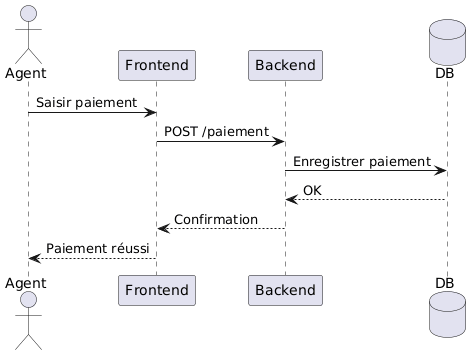 Agent
Frontend
Backend
DB
Saisir paiement
POST /paiement
Enregistrer paiement
OK
Confirmation
Paiement réussi
Agent
Frontend
Backend
DB